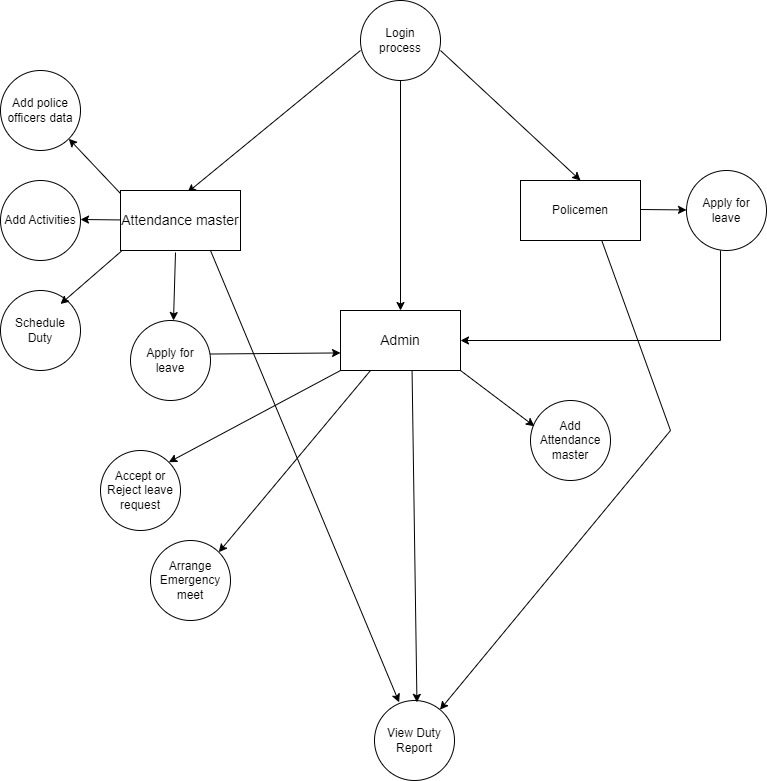 Login
process
Add police
officers data
Add Activities
Attendance master
Policemen
Apply for
leave
Schedule
Duty
Apply for
leave
Admin
Add
Attendance
master
Accept or
Reject leave
request
Arrange
Emergency
meet
View Duty
Report